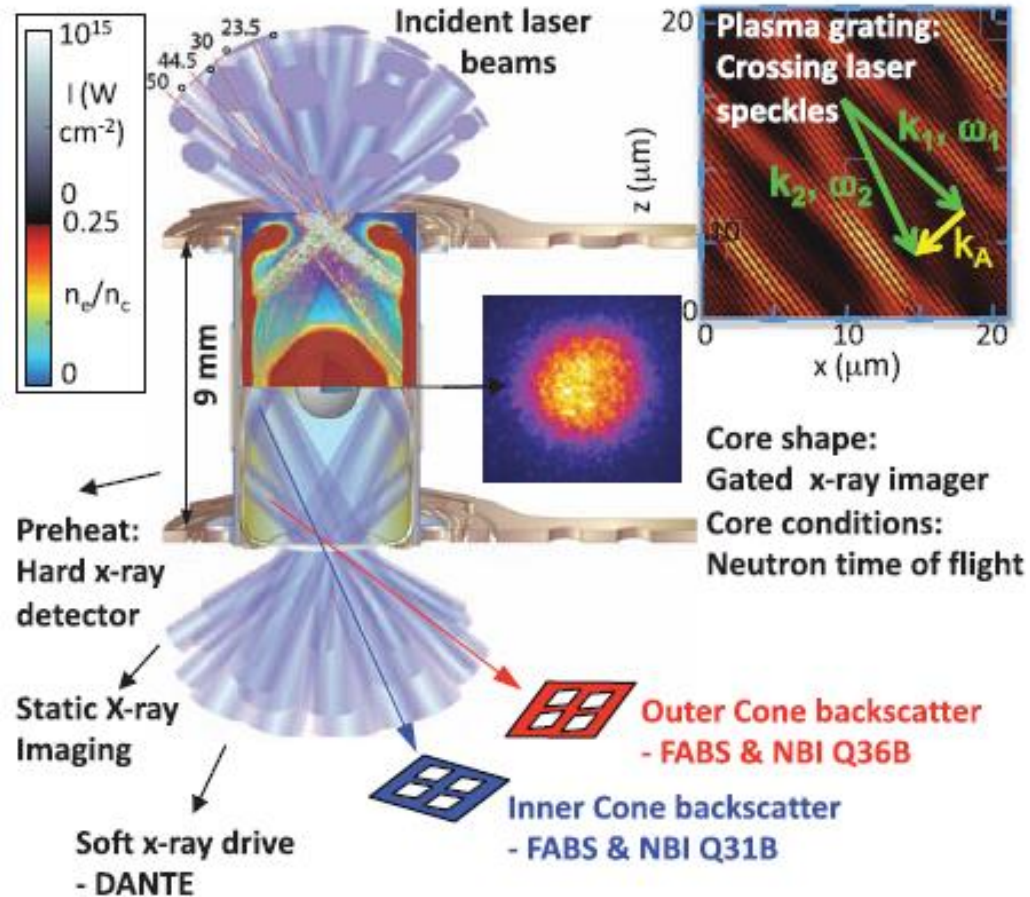 10¹⁵
I (W
cm⁻²)
0
0.25
nₑ/n꜀
0
23.5
30
44.5
50
Incident laser
beams
9 mm
Preheat:
Hard x-ray
detector
Static X-ray
Imaging
Soft x-ray drive
- DANTE
20
Plasma grating:
Crossing laser
speckles
k₁, ω₁
k₂, ω₂
k_A
z (μm)
10
0
0
10
20
x (μm)
Core shape:
Gated x-ray imager
Core conditions:
Neutron time of flight
Outer Cone backscatter
- FABS & NBI Q36B
Inner Cone backscatter
- FABS & NBI Q31B